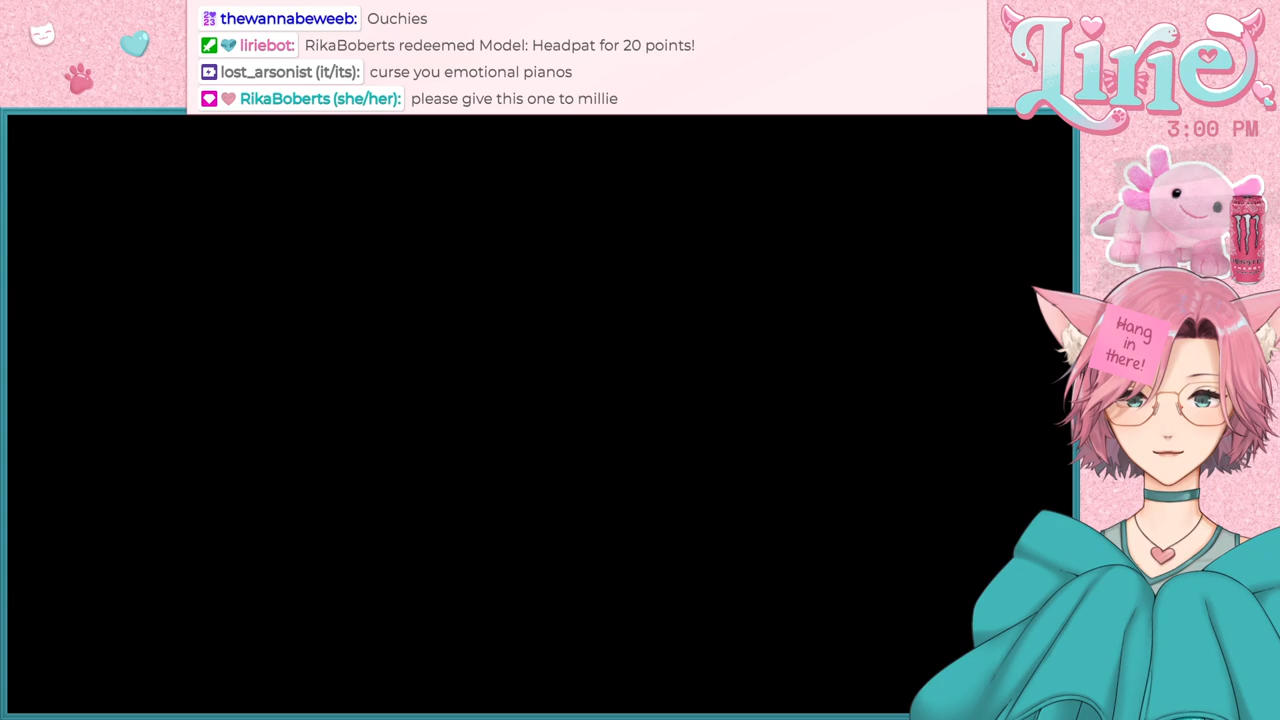 thewannabeweeb: Ouchies
liriebot: RikaBoberts redeemed Model: Headpat for 20 points!
lost_arsonist (it/its): curse you emotional pianos
RikaBoberts (she/her): please give this one to millie
Lirie
3:00 PM
Hang
in
there!